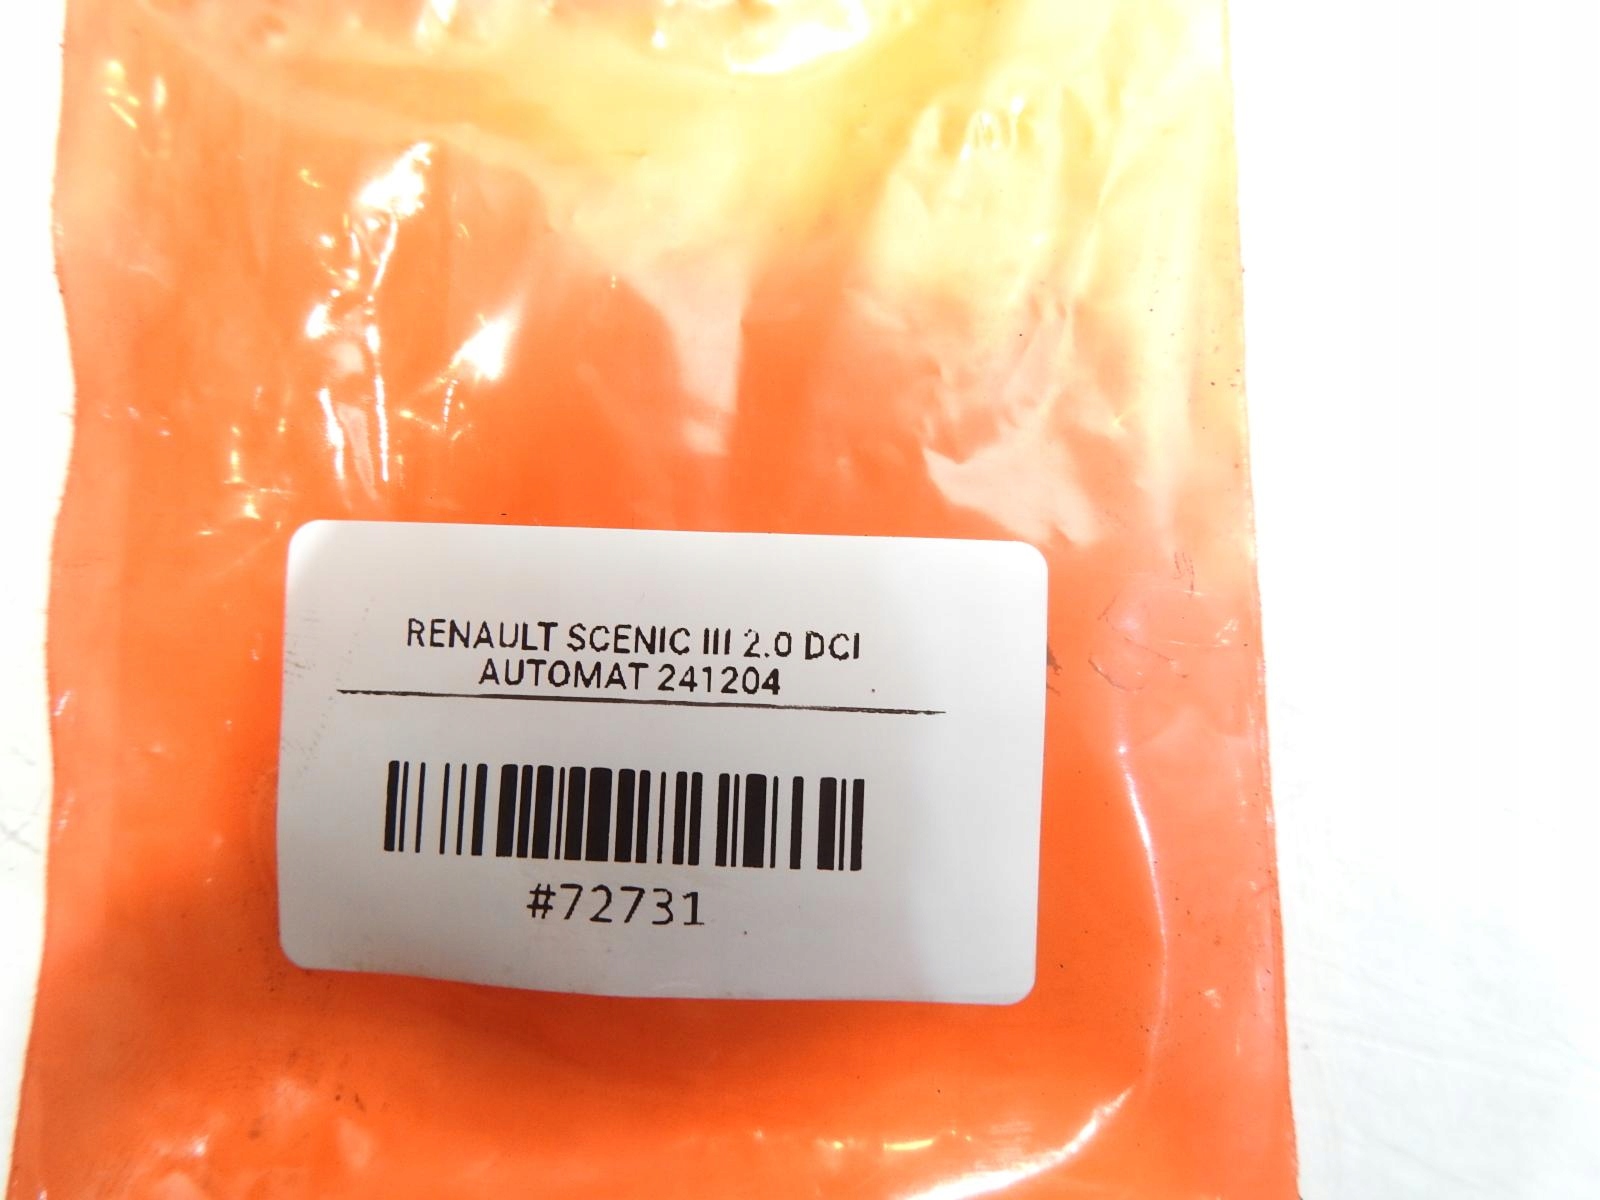 RENAULT SCENIC III 2.0 DCI
AUTOMAT 241204
#72731